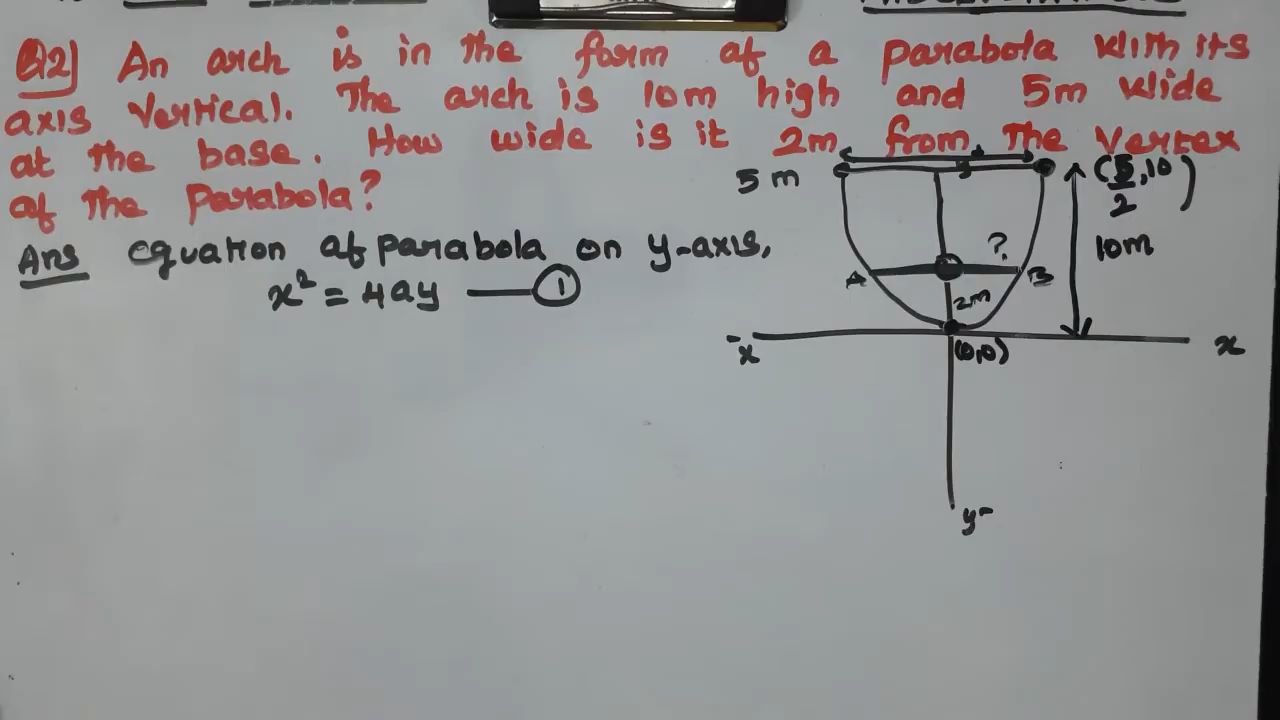 Q2) An arch is in the form of a parabola with its
axis vertical. The arch is 10m high and 5m wide
at the base. How wide is it 2m from the vertex
of the parabola?
Ans equation of parabola on y-axis,
x² = 4ay — ①
5 m
(5/2, 10)
10m
?
A
B
2m
(0,0)
-x
x
y-